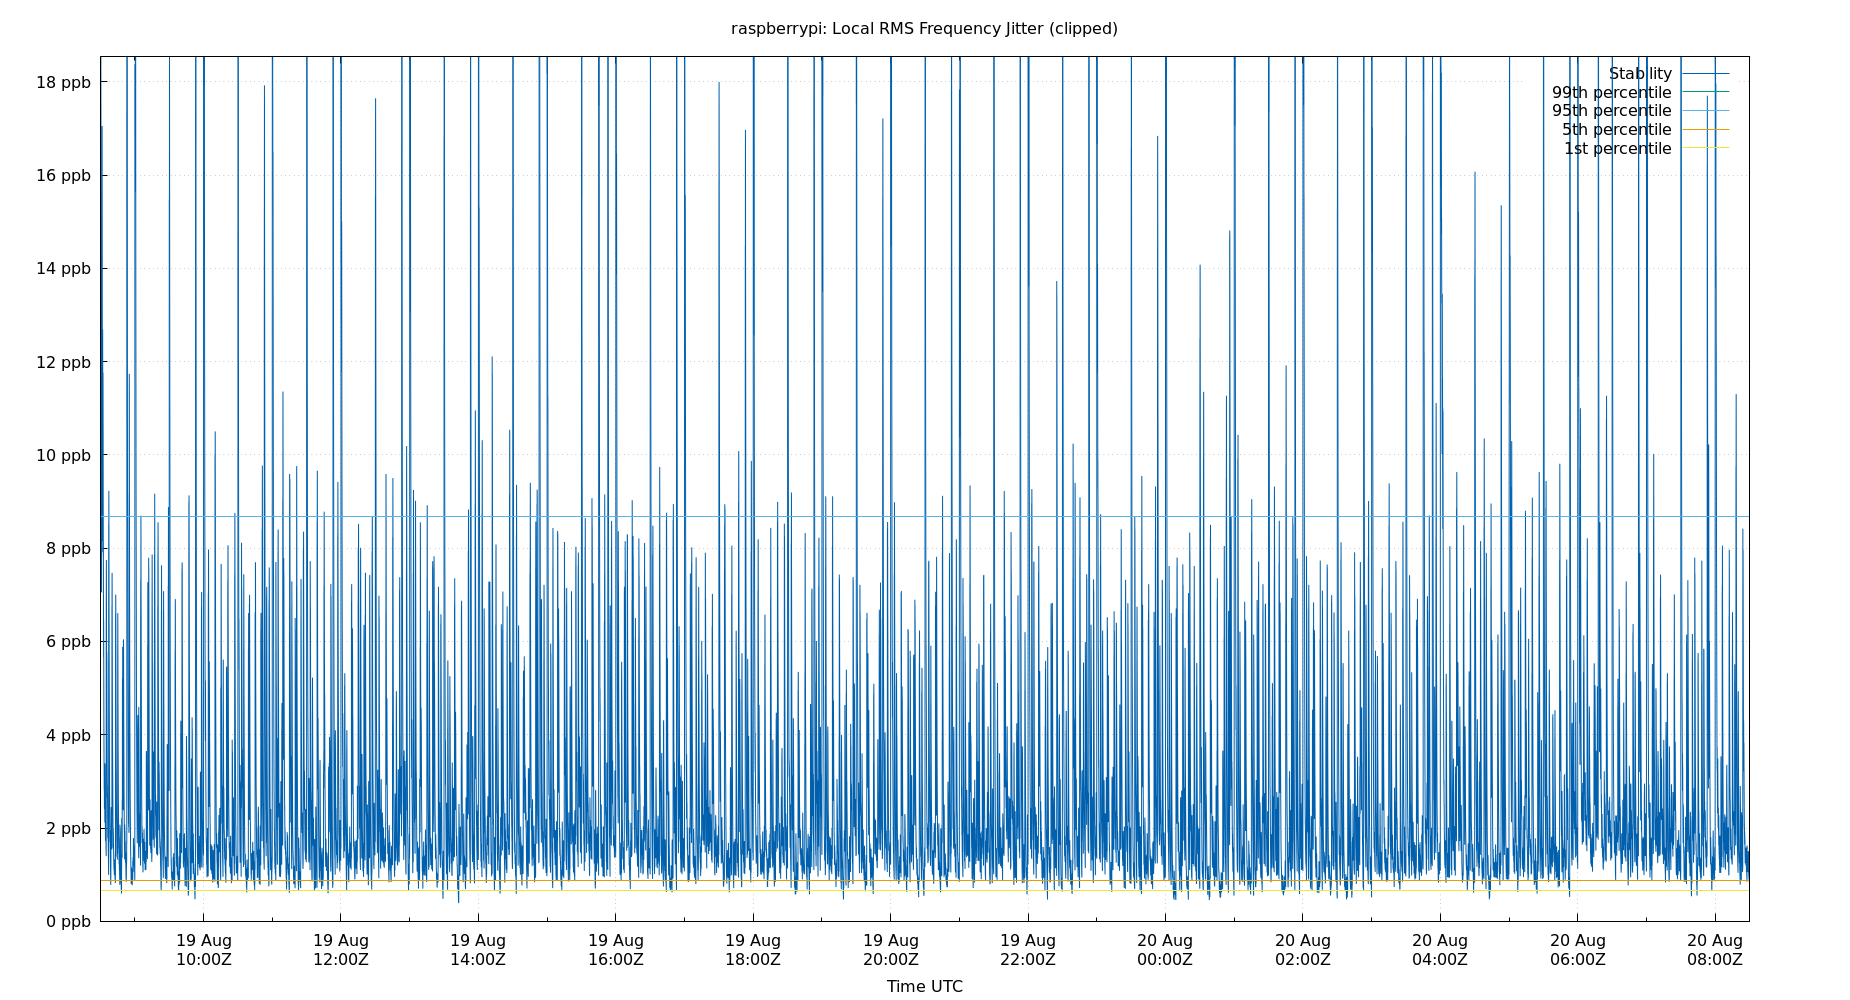 raspberrypi: Local RMS Frequency Jitter (clipped)
18 ppb
16 ppb
14 ppb
12 ppb
10 ppb
8 ppb
6 ppb
4 ppb
2 ppb
0 ppb
Stability
99th percentile
95th percentile
5th percentile
1st percentile
19 Aug 19 Aug 19 Aug 19 Aug 19 Aug 19 Aug 19 Aug 20 Aug 20 Aug 20 Aug 20 Aug 20 Aug
10:00Z 12:00Z 14:00Z 16:00Z 18:00Z 20:00Z 22:00Z 00:00Z 02:00Z 04:00Z 06:00Z 08:00Z
Time UTC